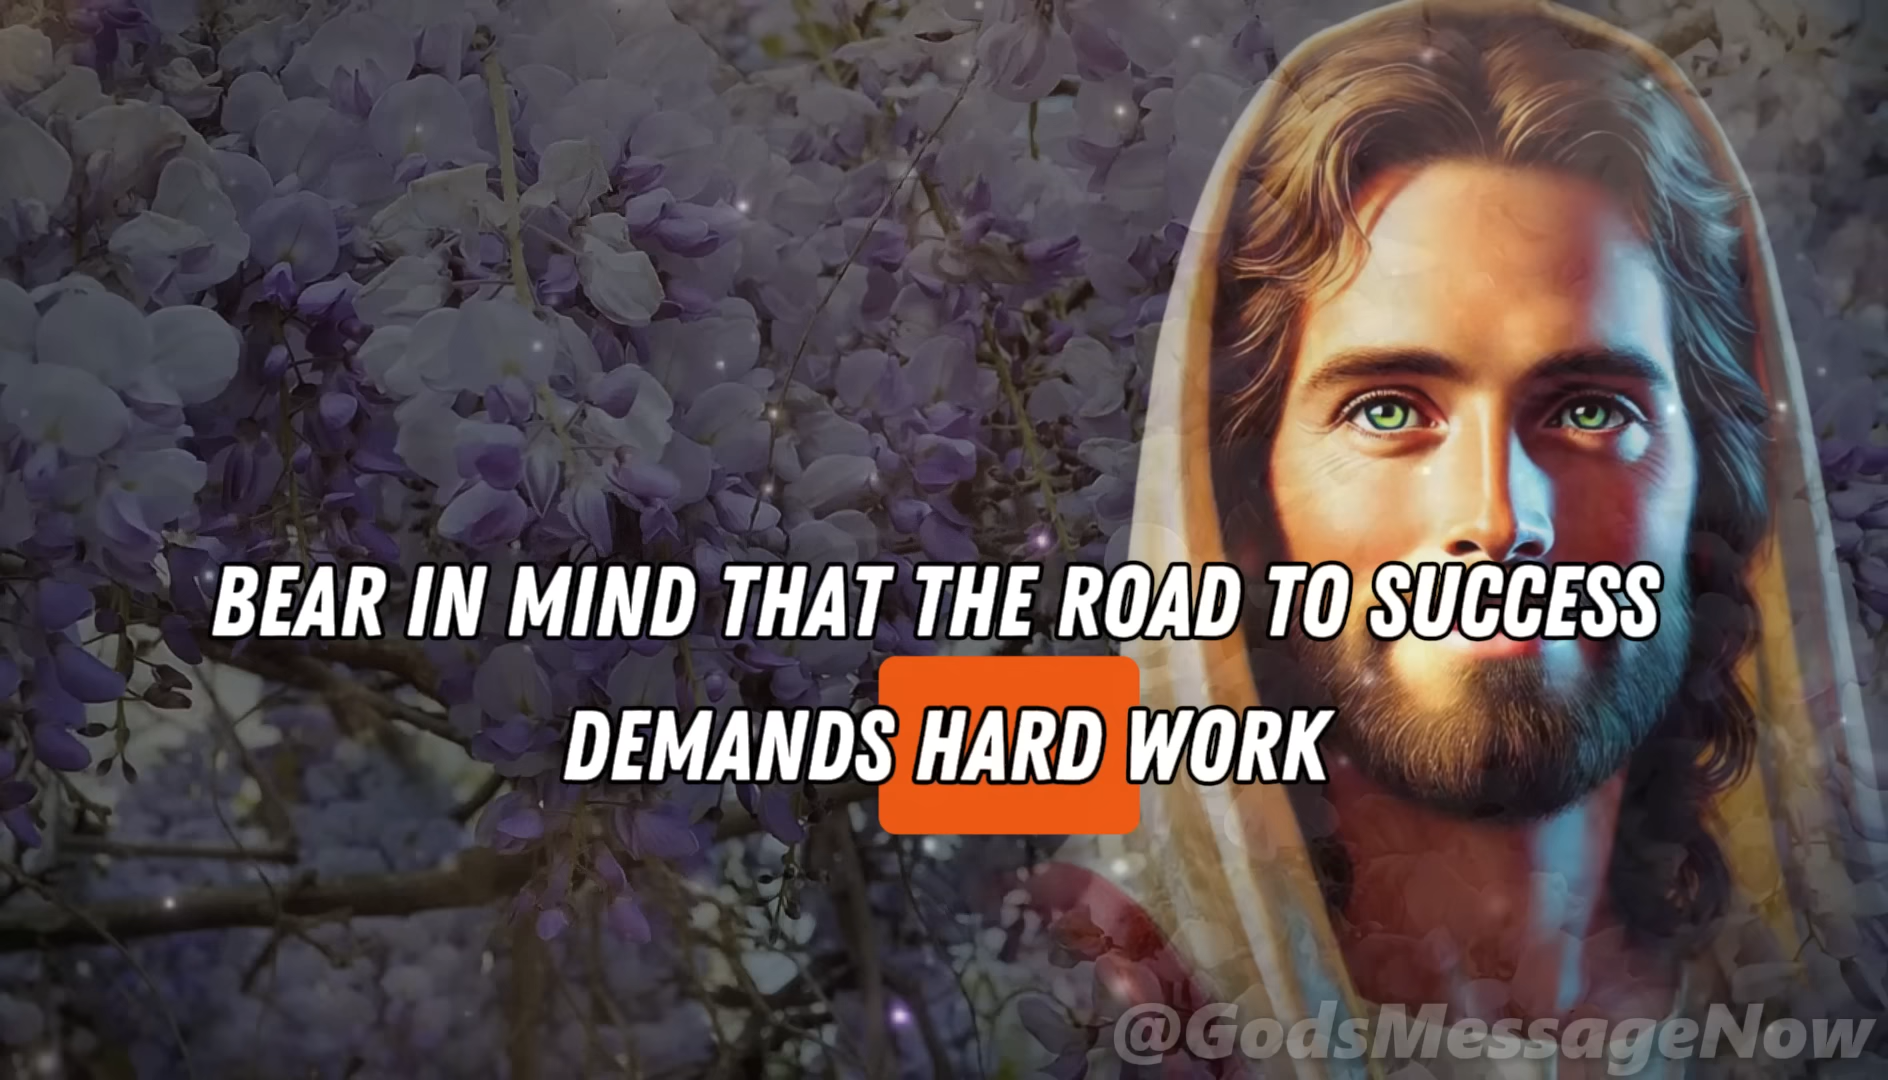 BEAR IN MIND THAT THE ROAD TO SUCCESS
DEMANDS HARD WORK
@GodsMessageNow